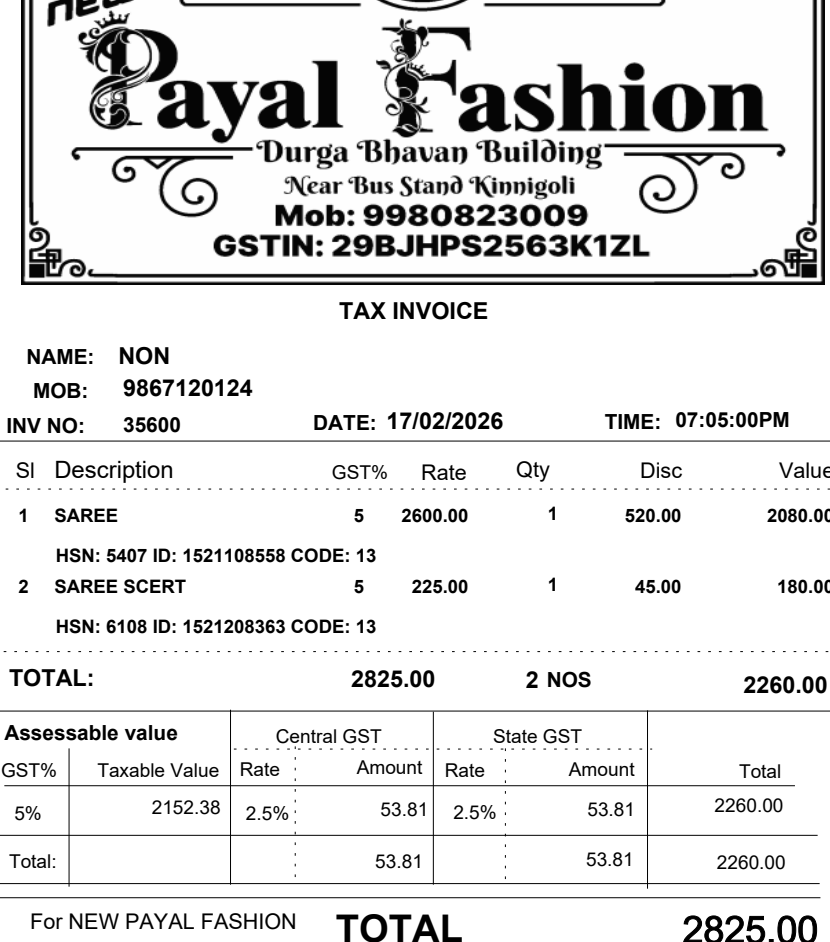 new
Payal Fashion
Durga Bhavan Building
Near Bus Stand Kinnigoli
Mob: 9980823009
GSTIN: 29BJHPS2563K1ZL
TAX INVOICE
NAME: NON
MOB: 9867120124
INV NO: 35600 DATE: 17/02/2026 TIME: 07:05:00PM
Sl Description GST% Rate Qty Disc Value
1 SAREE 5 2600.00 1 520.00 2080.00
HSN: 5407 ID: 1521108558 CODE: 13
2 SAREE SCERT 5 225.00 1 45.00 180.00
HSN: 6108 ID: 1521208363 CODE: 13
TOTAL: 2825.00 2 NOS 2260.00
Assessable value Central GST State GST
GST% Taxable Value Rate Amount Rate Amount Total
5% 2152.38 2.5% 53.81 2.5% 53.81 2260.00
Total: 53.81 53.81 2260.00
For NEW PAYAL FASHION TOTAL 2825.00